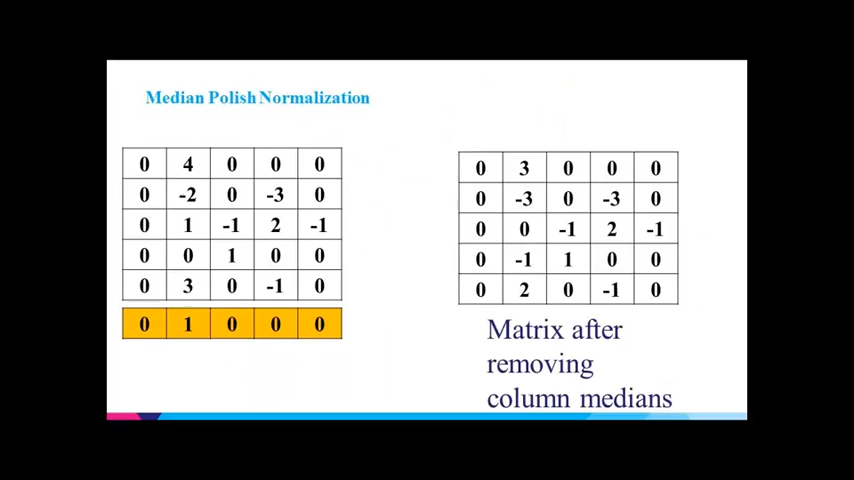 Median Polish Normalization
0 4 0 0 0
0 -2 0 -3 0
0 1 -1 2 -1
0 0 1 0 0
0 3 0 -1 0
0 1 0 0 0
0 3 0 0 0
0 -3 0 -3 0
0 0 -1 2 -1
0 -1 1 0 0
0 2 0 -1 0
Matrix after
removing
column medians